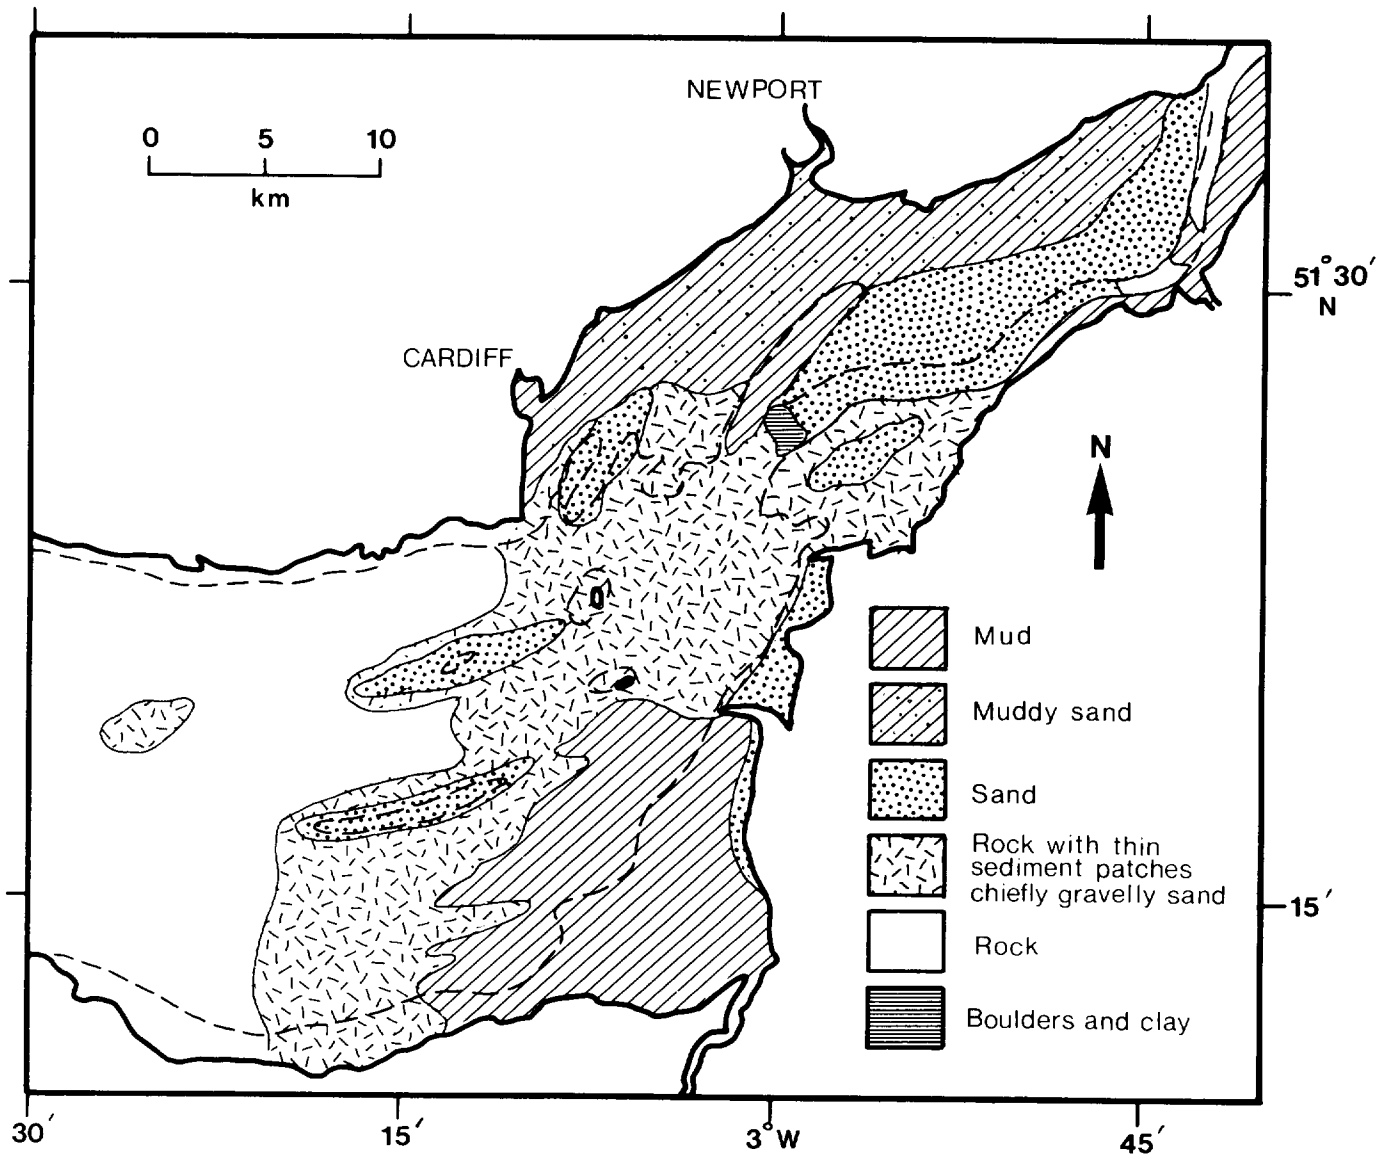 NEWPORT
0 5 10
km
51°30′
N
CARDIFF
N
Mud
Muddy sand
Sand
Rock with thin
sediment patches
chiefly gravelly sand
15′
Rock
Boulders and clay
30′ 15′ 3°W 45′